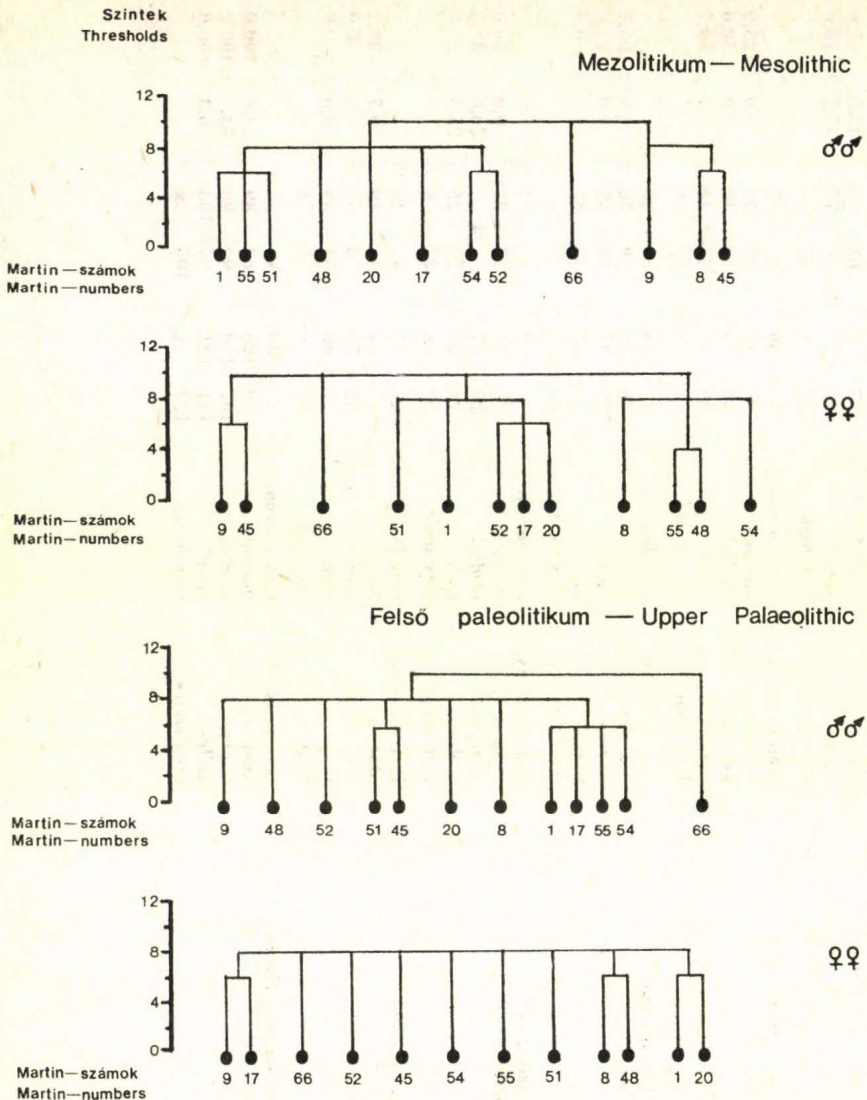 Szintek
Thresholds
Mezolitikum — Mesolithic
12
8
4
0
♂♂
Martin — számok
Martin — numbers
1 55 51 48 20 17 54 52 66 9 8 45
12
8
4
0
♀♀
Martin — számok
Martin — numbers
9 45 66 51 1 52 17 20 8 55 48 54
Felső paleolitikum — Upper Palaeolithic
12
8
4
0
♂♂
Martin — számok
Martin — numbers
9 48 52 51 45 20 8 1 17 55 54 66
12
8
4
0
♀♀
Martin — számok
Martin — numbers
9 17 66 52 45 54 55 51 8 48 1 20